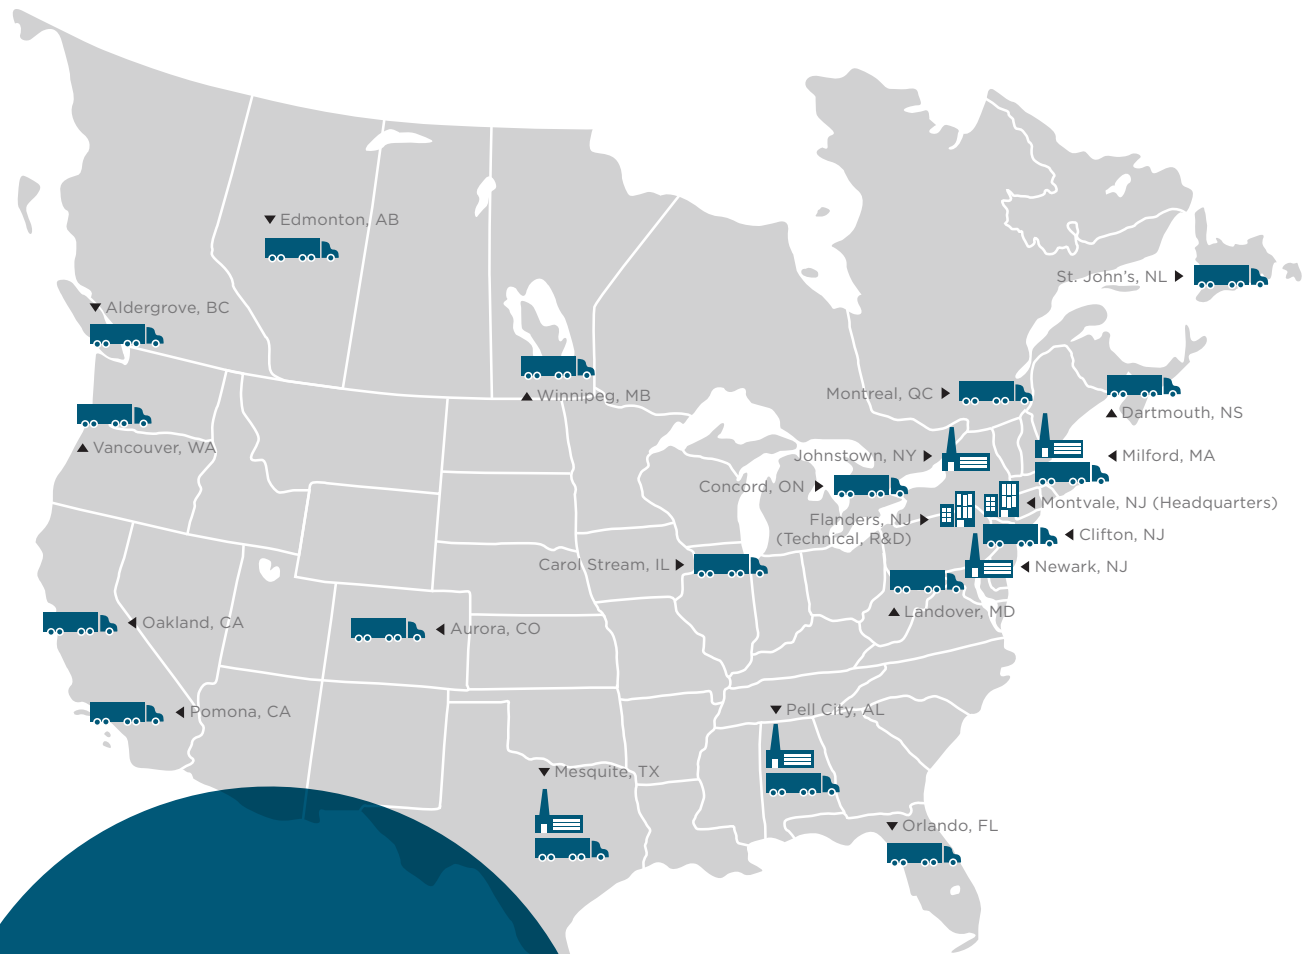 Edmonton, AB
St. John's, NL
Aldergrove, BC
Montreal, QC
Winnipeg, MB
Dartmouth, NS
Vancouver, WA
Johnstown, NY
Milford, MA
Concord, ON
Montvale, NJ (Headquarters)
Flanders, NJ
(Technical, R&D)
Clifton, NJ
Carol Stream, IL
Newark, NJ
Landover, MD
Oakland, CA
Aurora, CO
Pomona, CA
Pell City, AL
Mesquite, TX
Orlando, FL